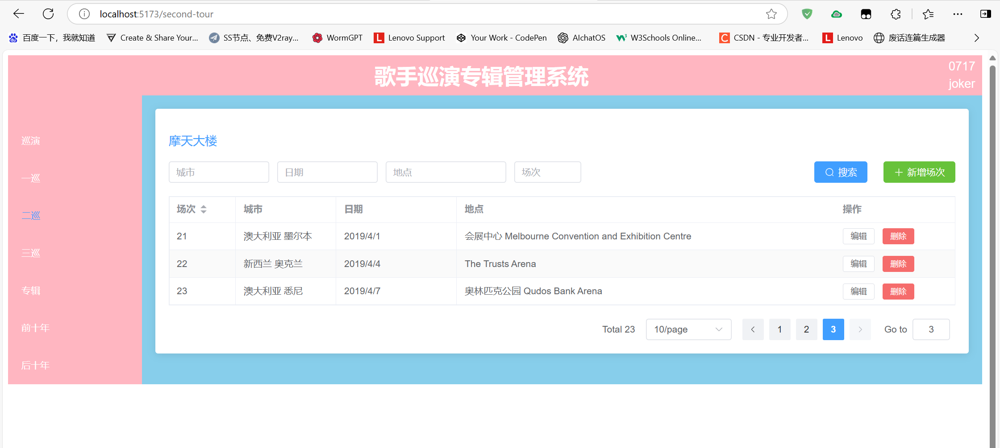 localhost:5173/second-tour
百度一下，我就知道 Create & Share Your... SS节点、免费V2ray... WormGPT Lenovo Support Your Work - CodePen AIchatOS W3Schools Online... CSDN - 专业开发者... Lenovo 废话连篇生成器
歌手巡演专辑管理系统
0717
joker
巡演
一巡
二巡
三巡
专辑
前十年
后十年
摩天大楼
城市 日期 地点 场次 搜索 新增场次
场次 城市 日期 地点 操作
21 澳大利亚 墨尔本 2019/4/1 会展中心 Melbourne Convention and Exhibition Centre 编辑 删除
22 新西兰 奥克兰 2019/4/4 The Trusts Arena 编辑 删除
23 澳大利亚 悉尼 2019/4/7 奥林匹克公园 Qudos Bank Arena 编辑 删除
Total 23 10/page 1 2 3 Go to 3